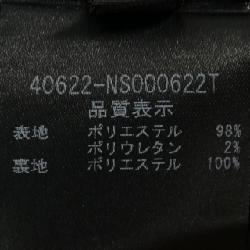 40622-NS000622T
品質表示
表地 ポリエステル 98%
ポリウレタン 2%
裏地 ポリエステル 100%